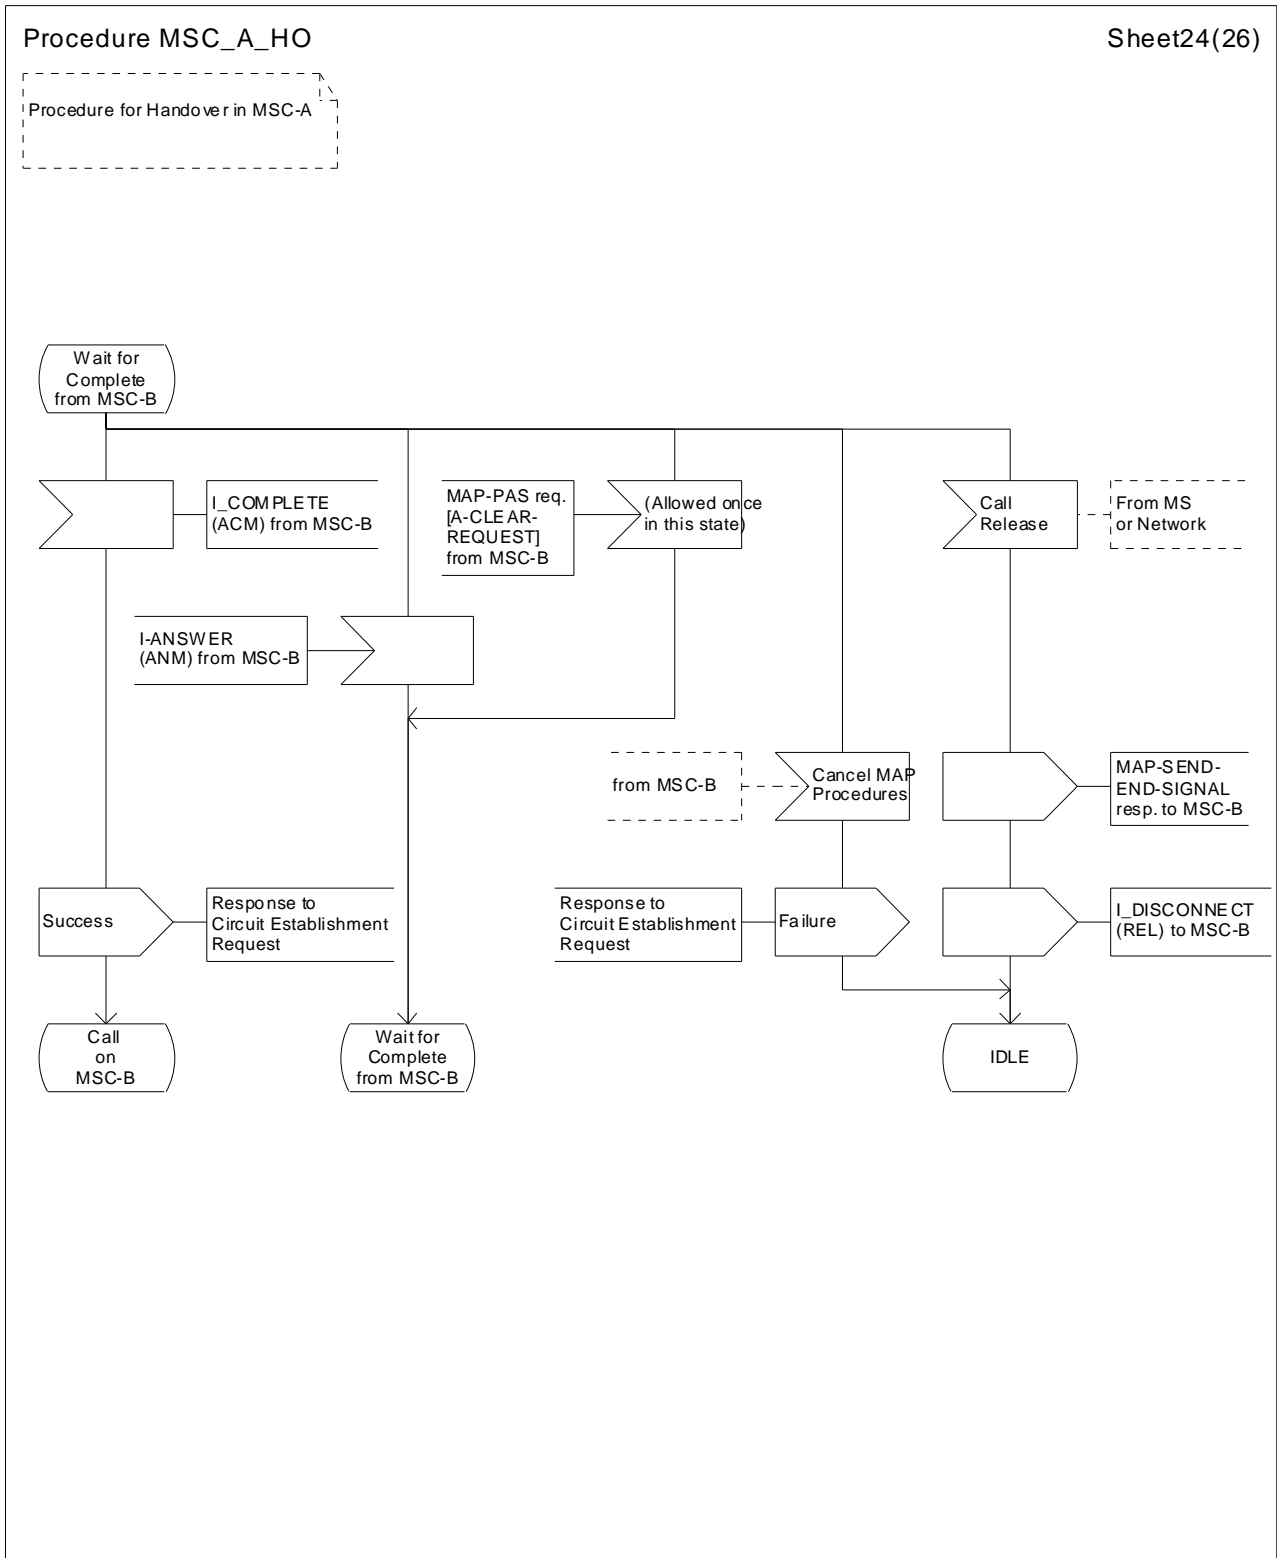 Procedure MSC_A_HO
Sheet24(26)
Procedure for Handover in MSC-A
Wait for
Complete
from MSC-B
I_COMPLETE
(ACM) from MSC-B
MAP-PAS req.
[A-CLEAR-
REQUEST]
from MSC-B
(Allowed once
in this state)
Call
Release
From MS
or Network
I-ANSWER
(ANM) from MSC-B
from MSC-B
Cancel MAP
Procedures
MAP-SEND-
END-SIGNAL
resp. to MSC-B
Success
Response to
Circuit Establishment
Request
Response to
Circuit Establishment
Request
Failure
I_DISCONNECT
(REL) to MSC-B
Call
on
MSC-B
Wait for
Complete
from MSC-B
IDLE